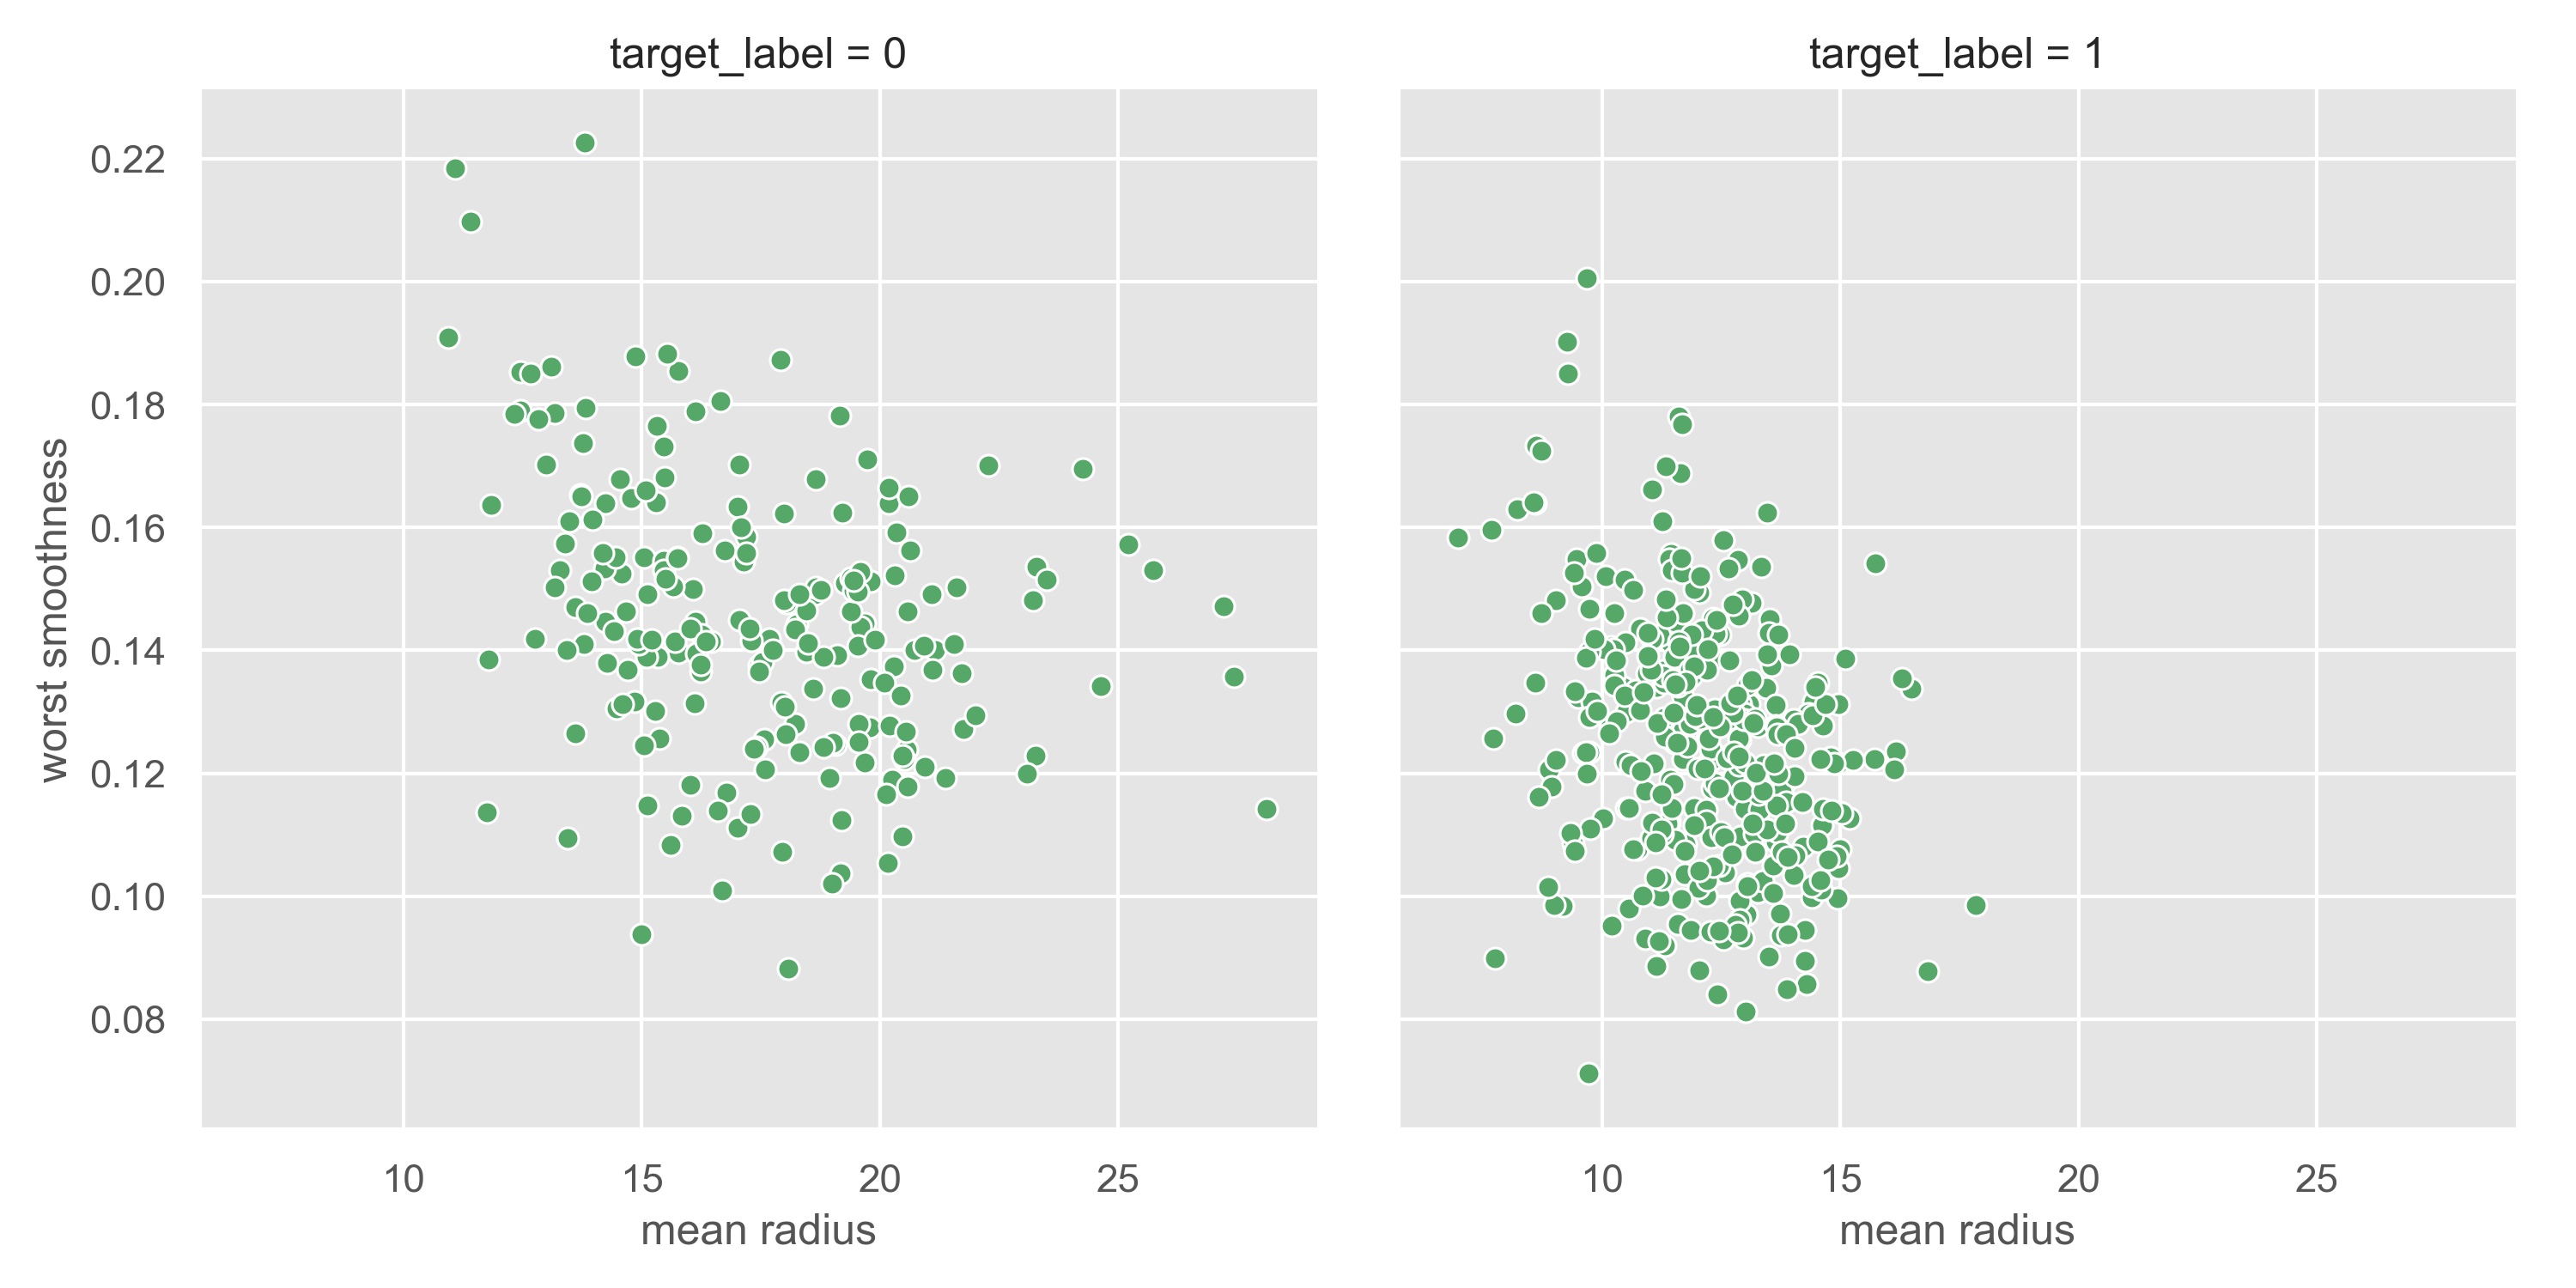 target_label = 0
target_label = 1
0.22
0.20
0.18
0.16
0.14
0.12
0.10
0.08
worst smoothness
10 15 20 25
10 15 20 25
mean radius
mean radius